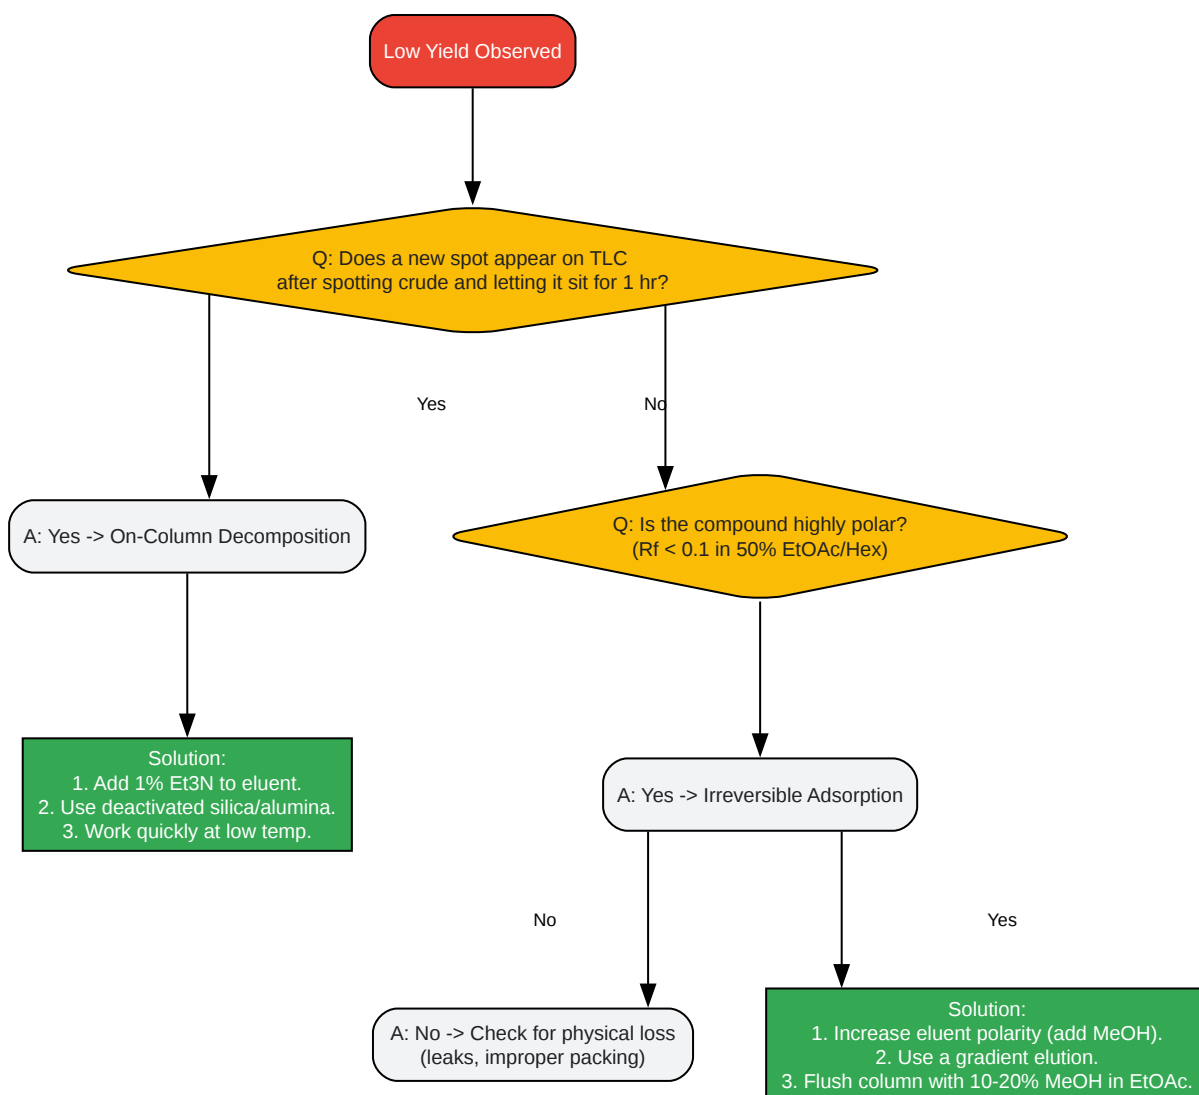 Low Yield Observed
Q: Does a new spot appear on TLC
after spotting crude and letting it sit for 1 hr?
Yes
No
A: Yes -> On-Column Decomposition
Q: Is the compound highly polar?
(Rf < 0.1 in 50% EtOAc/Hex)
Solution:
1. Add 1% Et3N to eluent.
2. Use deactivated silica/alumina.
3. Work quickly at low temp.
A: Yes -> Irreversible Adsorption
No
Yes
A: No -> Check for physical loss
(leaks, improper packing)
Solution:
1. Increase eluent polarity (add MeOH).
2. Use a gradient elution.
3. Flush column with 10-20% MeOH in EtOAc.